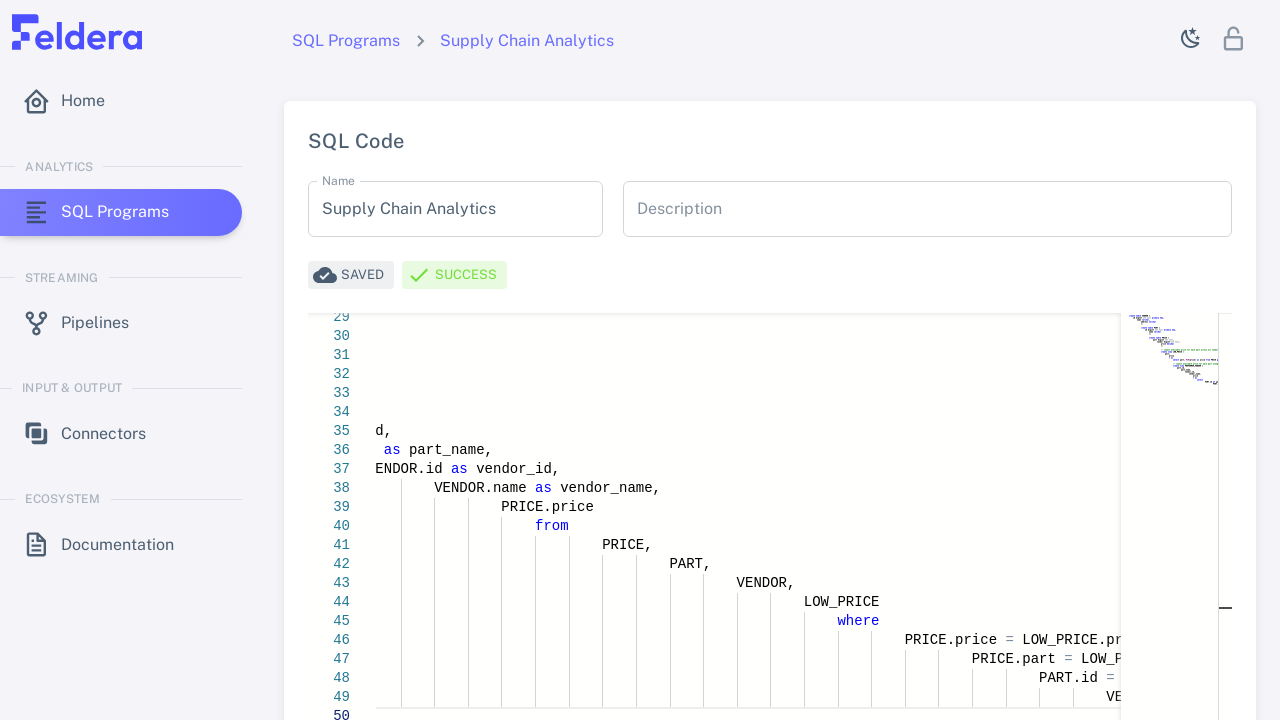 Feldera
SQL Programs > Supply Chain Analytics
Home
ANALYTICS
SQL Programs
STREAMING
Pipelines
INPUT & OUTPUT
Connectors
ECOSYSTEM
Documentation
SQL Code
Name
Supply Chain Analytics
Description
SAVED
SUCCESS
29
30
31
32
33
34
35 d,
36 as part_name,
37 ENDOR.id as vendor_id,
38 VENDOR.name as vendor_name,
39 PRICE.price
40 from
41 PRICE,
42 PART,
43 VENDOR,
44 LOW_PRICE
45 where
46 PRICE.price = LOW_PRICE.pr
47 PRICE.part = LOW_P
48 PART.id =
49 VE
50